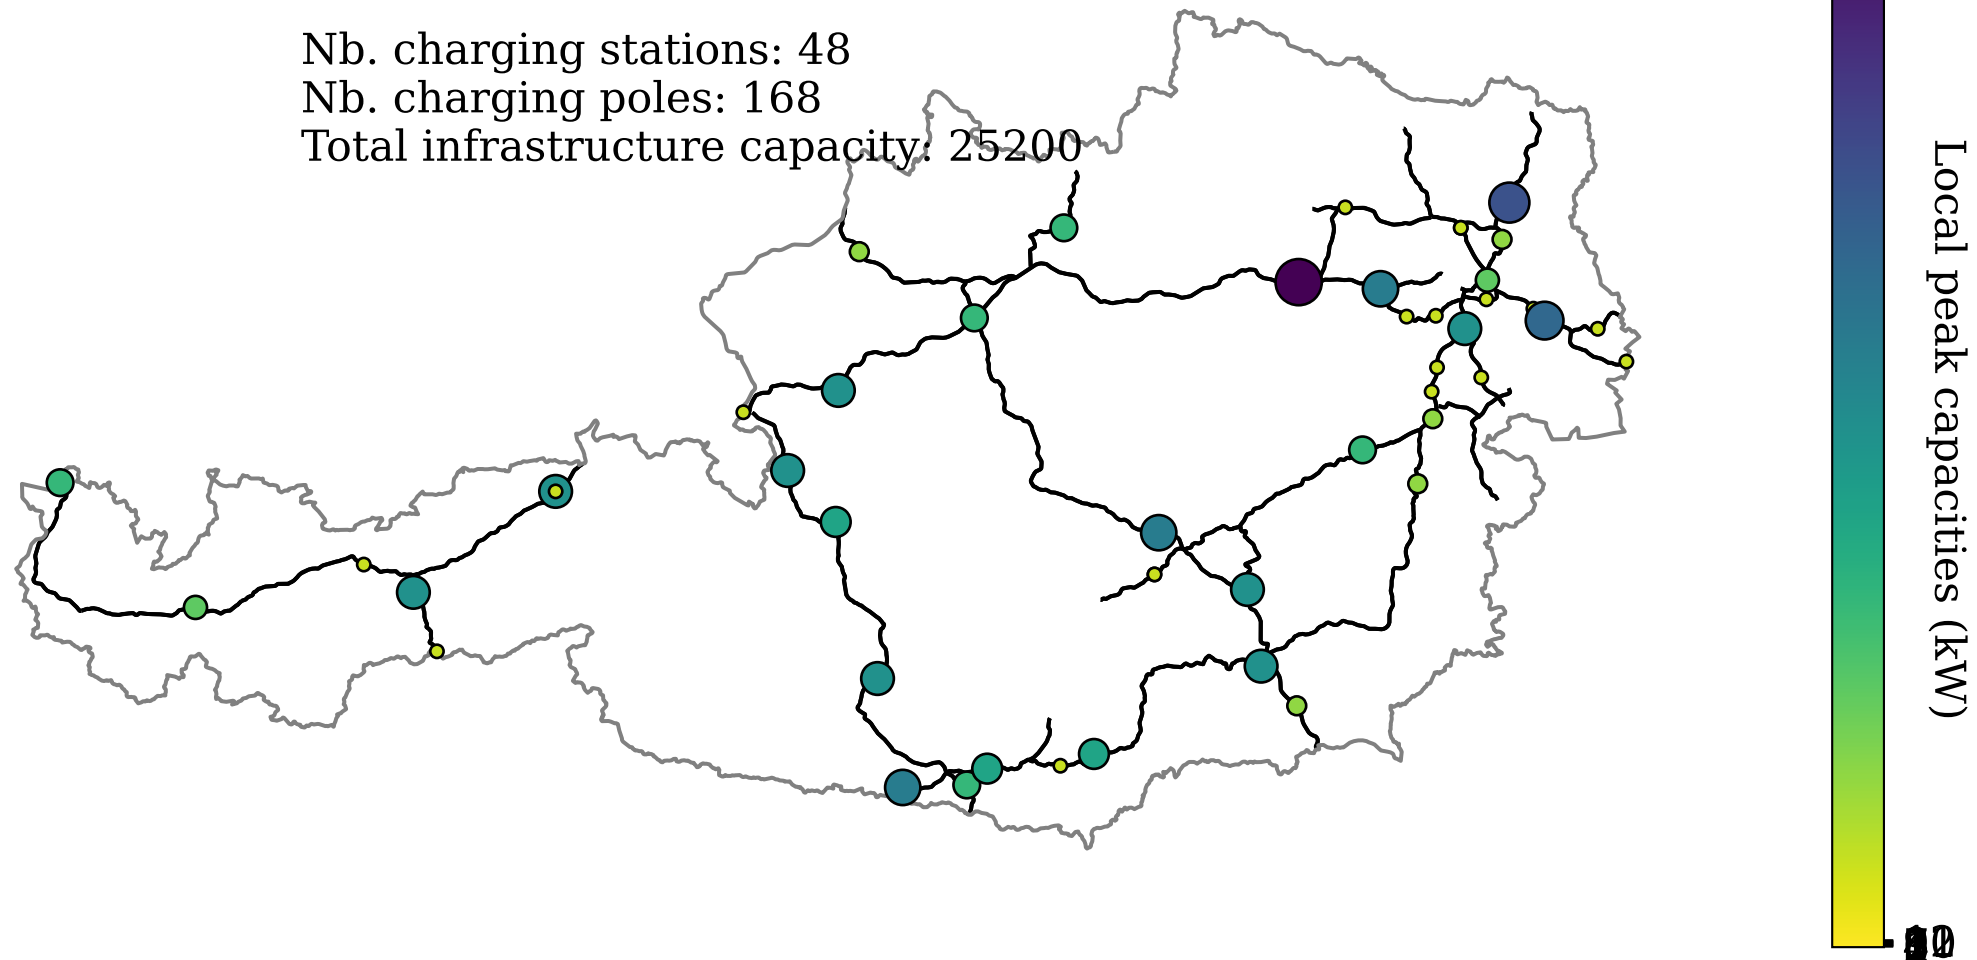 Nb. charging stations: 48
Nb. charging poles: 168
Total infrastructure capacity: 25200
Local peak capacities (kW)